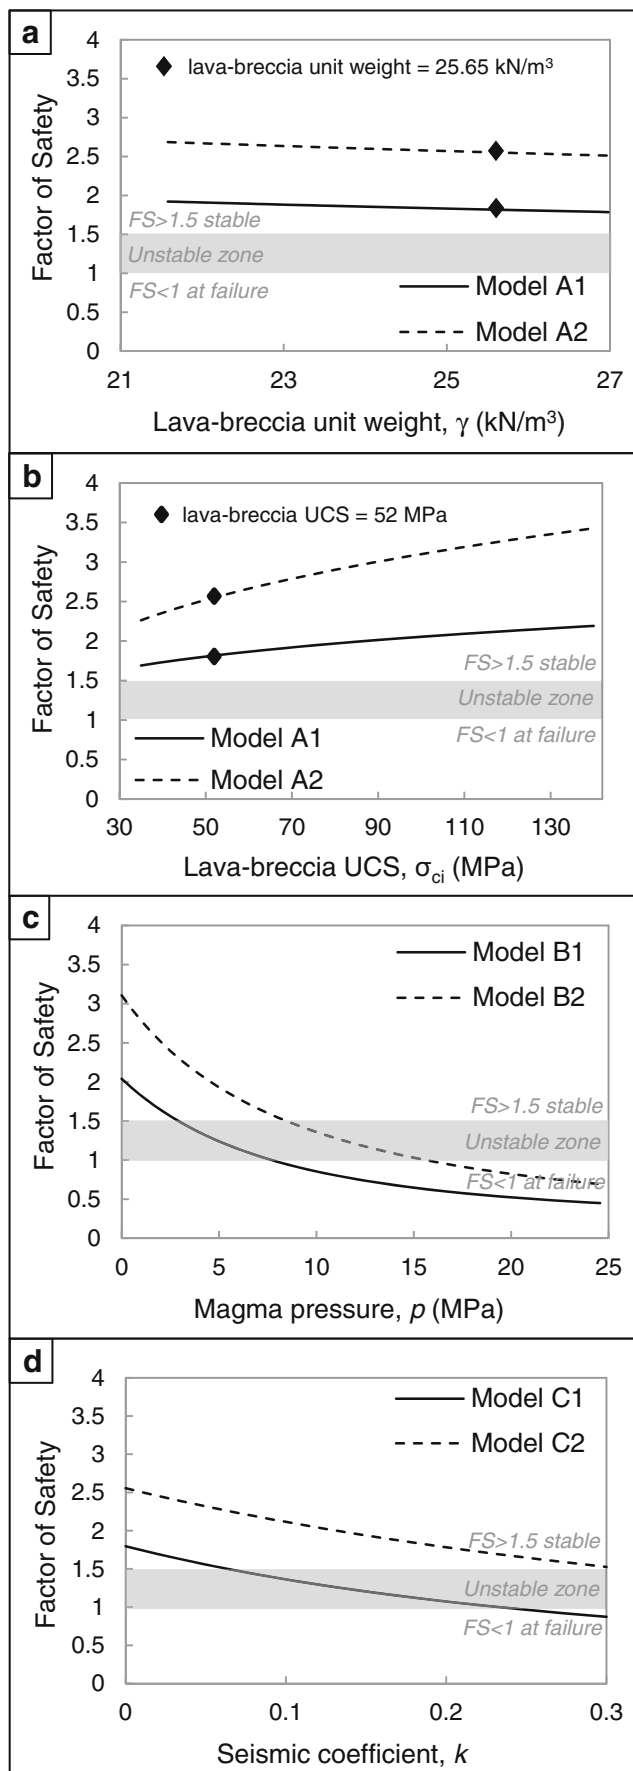 a
4
3.5
3
2.5
2
1.5
1
0.5
0
Factor of Safety
lava-breccia unit weight = 25.65 kN/m³
FS>1.5 stable
Unstable zone
FS<1 at failure
Model A1
Model A2
21 23 25 27
Lava-breccia unit weight, γ (kN/m³)
b
4
3.5
3
2.5
2
1.5
1
0.5
0
Factor of Safety
lava-breccia UCS = 52 MPa
FS>1.5 stable
Unstable zone
FS<1 at failure
Model A1
Model A2
30 50 70 90 110 130
Lava-breccia UCS, σci (MPa)
c
4
3.5
3
2.5
2
1.5
1
0.5
0
Factor of Safety
Model B1
Model B2
FS>1.5 stable
Unstable zone
FS<1 at failure
0 5 10 15 20 25
Magma pressure, p (MPa)
d
4
3.5
3
2.5
2
1.5
1
0.5
0
Factor of Safety
Model C1
Model C2
FS>1.5 stable
Unstable zone
FS<1 at failure
0 0.1 0.2 0.3
Seismic coefficient, k